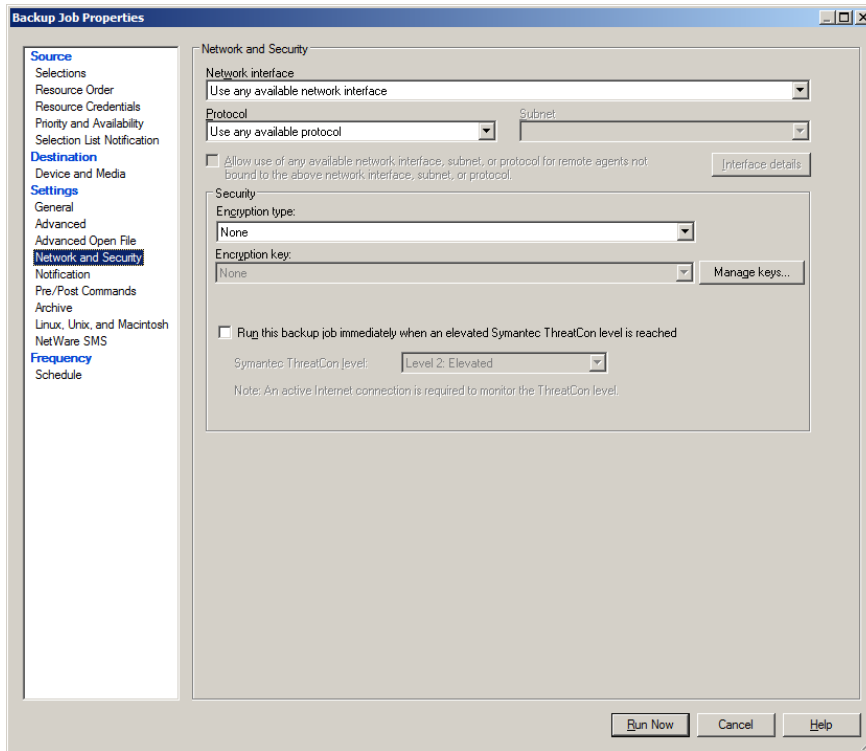 Backup Job Properties
Source
Selections
Resource Order
Resource Credentials
Priority and Availability
Selection List Notification
Destination
Device and Media
Settings
General
Advanced
Advanced Open File
Network and Security
Notification
Pre/Post Commands
Archive
Linux, Unix, and Macintosh
NetWare SMS
Frequency
Schedule
Network and Security
Network interface
Use any available network interface
Protocol
Subnet
Use any available protocol
Allow use of any available network interface, subnet, or protocol for remote agents not
bound to the above network interface, subnet, or protocol.
Interface details
Security
Encryption type:
None
Encryption key:
None
Manage keys...
Run this backup job immediately when an elevated Symantec ThreatCon level is reached
Symantec ThreatCon level:
Level 2: Elevated
Note: An active Internet connection is required to monitor the ThreatCon level.
Run Now
Cancel
Help